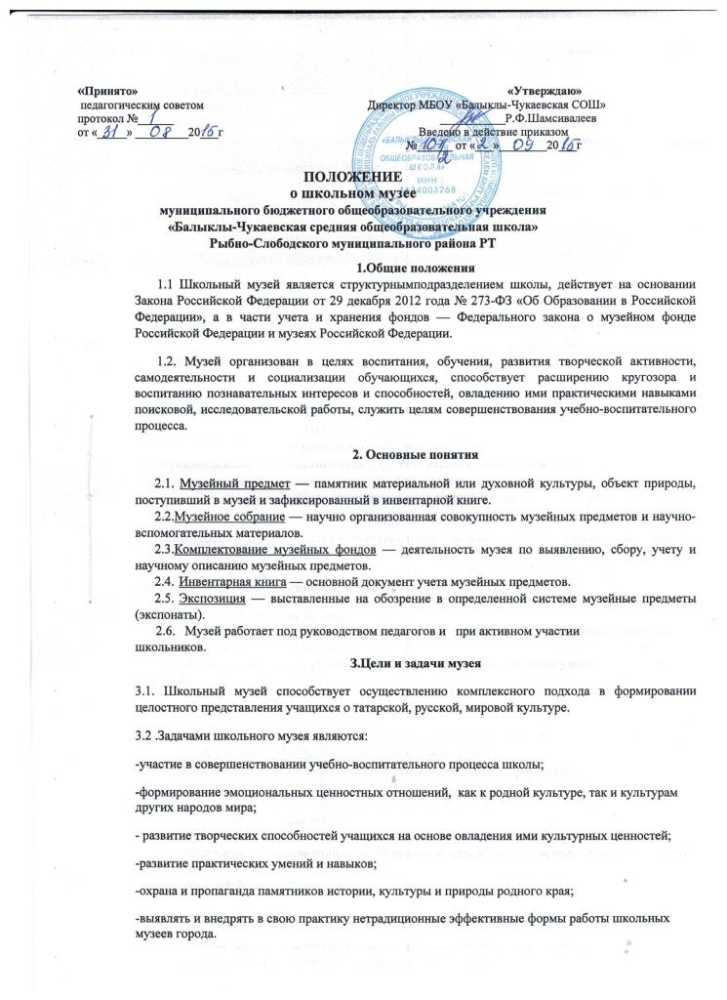 «Принято» «Утверждаю»
педагогическим советом Директор МБОУ «Балыклы-Чукаевская СОШ»
протокол № 1 Р.Ф.Шамсивалеев
от « 31 » 08 2015 г Введено в действие приказом
№ 107/2 от « 2 » 09 2015 г
ОБЩЕОБРАЗОВАТЕЛЬНАЯ
ШКОЛА»
ИНН
1634003268
ПОЛОЖЕНИЕ
о школьном музее
муниципального бюджетного общеобразовательного учреждения
«Балыклы-Чукаевская средняя общеобразовательная школа»
Рыбно-Слободского муниципального района РТ
1.Общие положения
1.1 Школьный музей является структурнымподразделением школы, действует на основании
Закона Российской Федерации от 29 декабря 2012 года № 273-ФЗ «Об Образовании в Российской
Федерации», а в части учета и хранения фондов — Федерального закона о музейном фонде
Российской Федерации и музеях Российской Федерации.
1.2. Музей организован в целях воспитания, обучения, развития творческой активности,
самодеятельности и социализации обучающихся, способствует расширению кругозора и
воспитанию познавательных интересов и способностей, овладению ими практическими навыками
поисковой, исследовательской работы, служить целям совершенствования учебно-воспитательного
процесса.
2. Основные понятия
2.1. Музейный предмет — памятник материальной или духовной культуры, объект природы,
поступивший в музей и зафиксированный в инвентарной книге.
2.2.Музейное собрание — научно организованная совокупность музейных предметов и научно-
вспомогательных материалов.
2.3.Комплектование музейных фондов — деятельность музея по выявлению, сбору, учету и
научному описанию музейных предметов.
2.4. Инвентарная книга — основной документ учета музейных предметов.
2.5. Экспозиция — выставленные на обозрение в определенной системе музейные предметы
(экспонаты).
2.6. Музей работает под руководством педагогов и при активном участии
школьников.
3.Цели и задачи музея
3.1. Школьный музей способствует осуществлению комплексного подхода в формировании
целостного представления учащихся о татарской, русской, мировой культуре.
3.2 .Задачами школьного музея являются:
-участие в совершенствовании учебно-воспитательного процесса школы;
-формирование эмоциональных ценностных отношений, как к родной культуре, так и культурам
других народов мира;
- развитие творческих способностей учащихся на основе овладения ими культурных ценностей;
-развитие практических умений и навыков;
-охрана и пропаганда памятников истории, культуры и природы родного края;
-выявлять и внедрять в свою практику нетрадиционные эффективные формы работы школьных
музеев города.